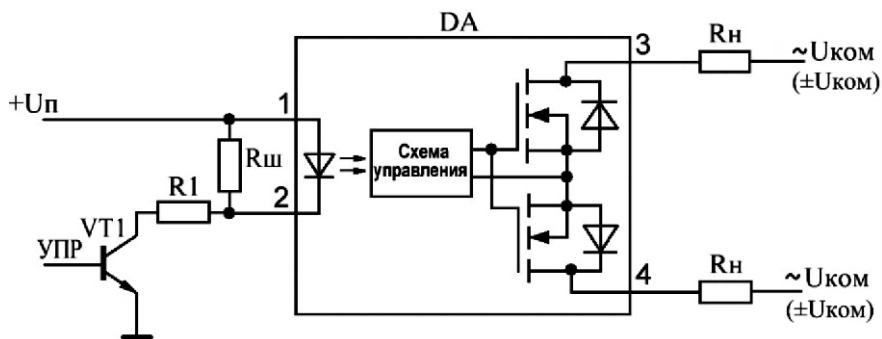 DA
3
Rн
~Uком
(±Uком)
+Uп
1
Rш
Схема
управления
R1
2
VT1
УПР
4
Rн
~Uком
(±Uком)